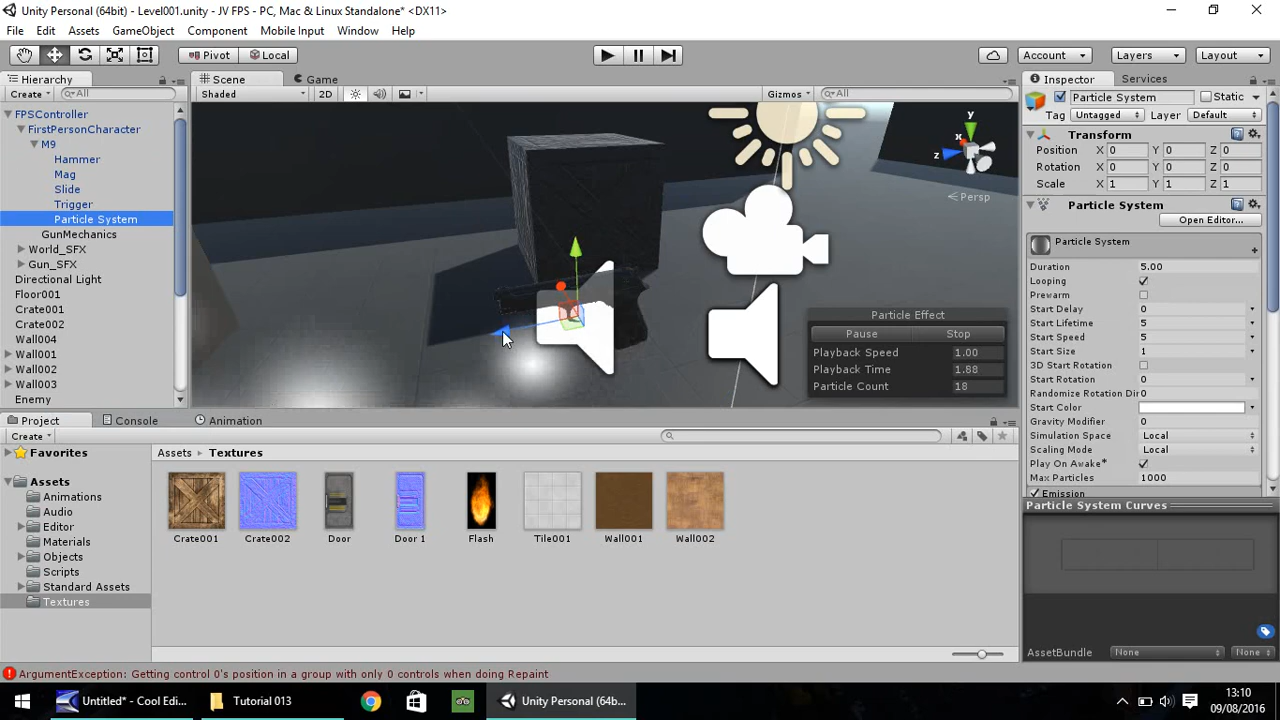 Unity Personal (64bit) - Level001.unity - JV FPS - PC, Mac & Linux Standalone* <DX11>
File Edit Assets GameObject Component Mobile Input Window Help
Pivot Local Account Layers Layout
Hierarchy Scene Game Inspector Services
Create All Shaded 2D Gizmos All Particle System Static
Tag Untagged Layer Default
FPSController
FirstPersonCharacter
M9
Hammer
Mag
Slide
Trigger
Particle System
GunMechanics
World_SFX
Gun_SFX
Directional Light
Floor001
Crate001
Crate002
Wall004
Wall001
Wall002
Wall003
Enemy
y
x
z
Persp
Particle Effect
Pause Stop
Playback Speed 1.00
Playback Time 1.88
Particle Count 18
Transform
Position X 0 Y 0 Z 0
Rotation X 0 Y 0 Z 0
Scale X 1 Y 1 Z 1
Particle System
Open Editor...
Particle System
Duration 5.00
Looping
Prewarm
Start Delay 0
Start Lifetime 5
Start Speed 5
Start Size 1
3D Start Rotation
Start Rotation 0
Randomize Rotation Dir 0
Start Color
Gravity Modifier 0
Simulation Space Local
Scaling Mode Local
Play On Awake*
Max Particles 1000
Emission
Particle System Curves
Project Console Animation
Create
Favorites
Assets
Animations
Audio
Editor
Materials
Objects
Scripts
Standard Assets
Textures
Assets Textures
Crate001 Crate002 Door Door 1 Flash Tile001 Wall001 Wall002
AssetBundle None None
ArgumentException: Getting control 0's position in a group with only 0 controls when doing Repaint
Untitled* - Cool Edi... Tutorial 013 Unity Personal (64b...
13:10
09/08/2016